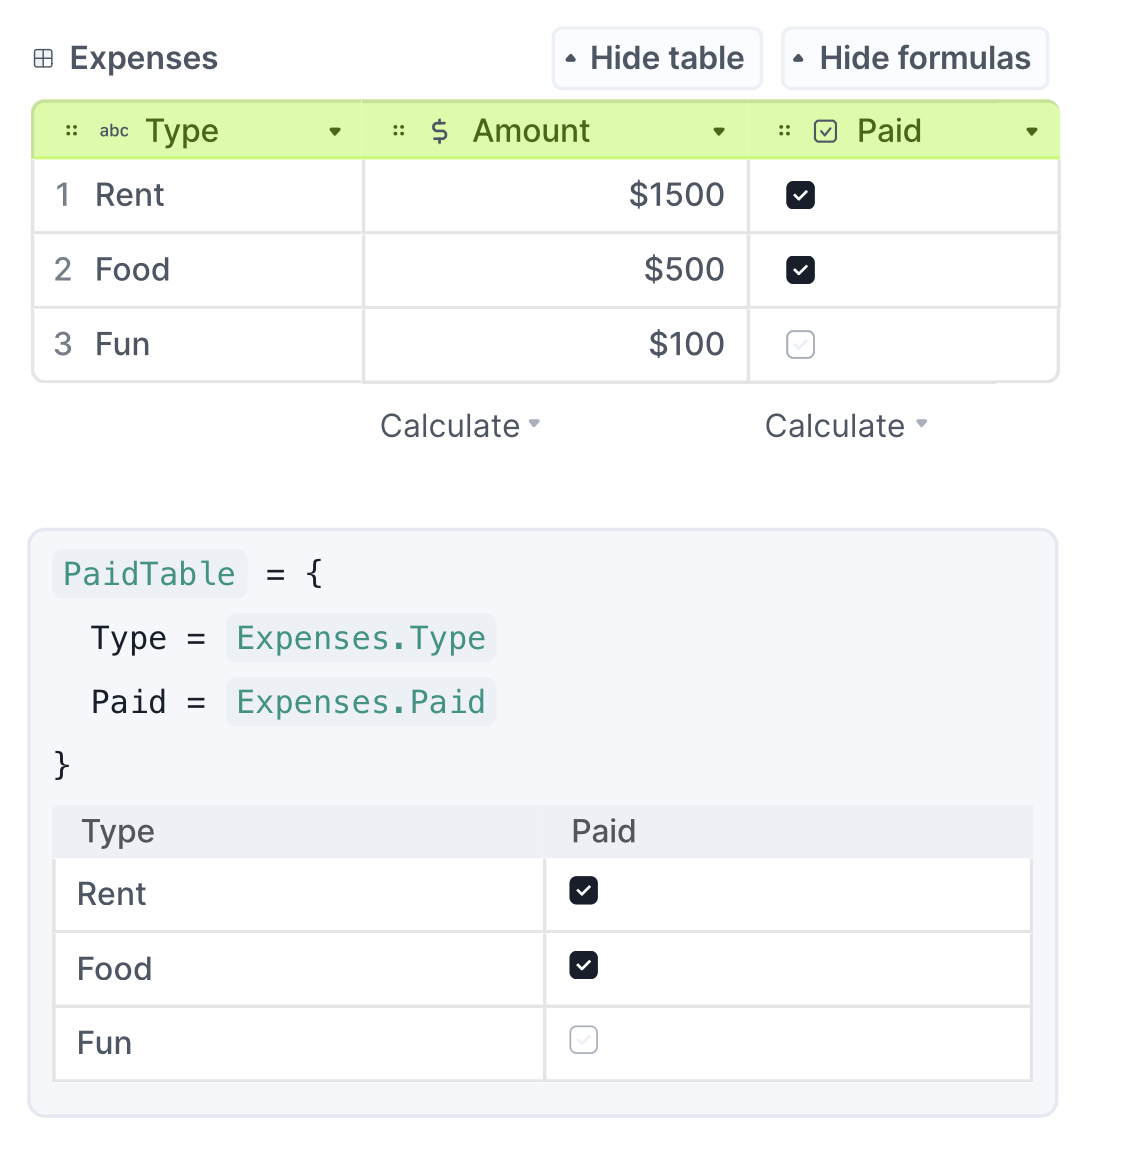 Expenses Hide table Hide formulas
abc Type $ Amount Paid
1 Rent $1500
2 Food $500
3 Fun $100
Calculate Calculate
PaidTable = {
Type = Expenses.Type
Paid = Expenses.Paid
}
Type Paid
Rent
Food
Fun